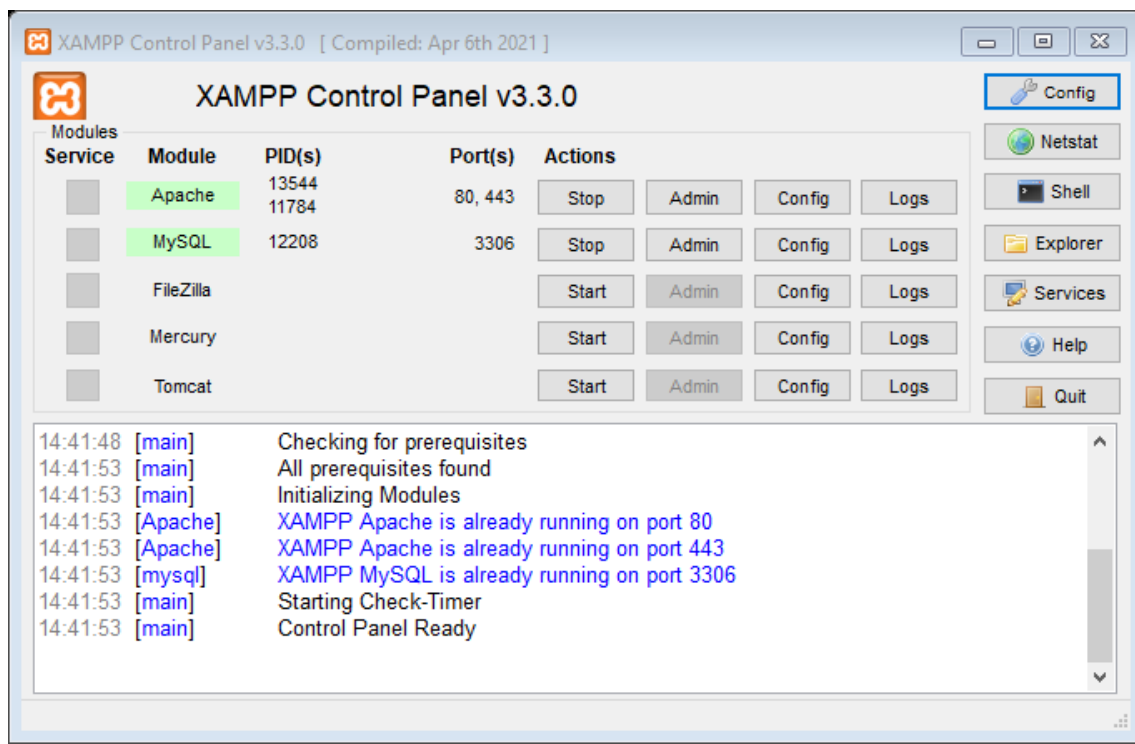 XAMPP Control Panel v3.3.0 [ Compiled: Apr 6th 2021 ]
XAMPP Control Panel v3.3.0
Config
Modules
Service Module PID(s) Port(s) Actions
Netstat
Apache 13544 11784 80, 443 Stop Admin Config Logs
Shell
MySQL 12208 3306 Stop Admin Config Logs
Explorer
FileZilla Start Admin Config Logs
Services
Mercury Start Admin Config Logs
Help
Tomcat Start Admin Config Logs
Quit
14:41:48 [main] Checking for prerequisites
14:41:53 [main] All prerequisites found
14:41:53 [main] Initializing Modules
14:41:53 [Apache] XAMPP Apache is already running on port 80
14:41:53 [Apache] XAMPP Apache is already running on port 443
14:41:53 [mysql] XAMPP MySQL is already running on port 3306
14:41:53 [main] Starting Check-Timer
14:41:53 [main] Control Panel Ready